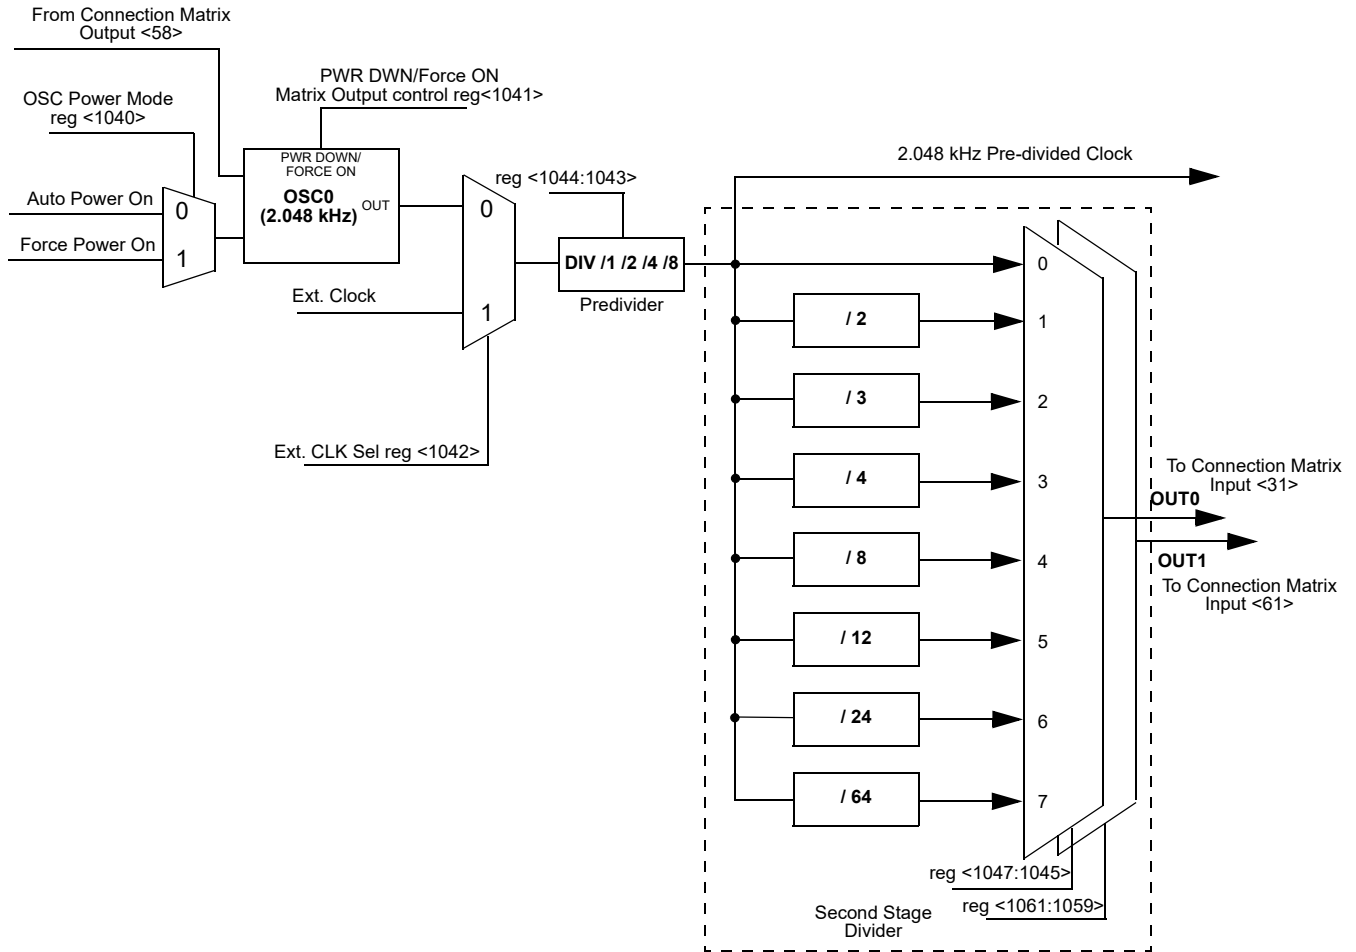 From Connection Matrix
Output <58>
PWR DWN/Force ON
Matrix Output control reg<1041>
OSC Power Mode
reg <1040>
Auto Power On
Force Power On
0
1
PWR DOWN/
FORCE ON
OSC0
(2.048 kHz)
OUT
0
1
Ext. Clock
Ext. CLK Sel reg <1042>
reg <1044:1043>
DIV /1 /2 /4 /8
Predivider
2.048 kHz Pre-divided Clock
0
/ 2
1
/ 3
2
/ 4
3
/ 8
4
/ 12
5
/ 24
6
/ 64
7
To Connection Matrix
Input <31>
OUT0
OUT1
To Connection Matrix
Input <61>
reg <1047:1045>
reg <1061:1059>
Second Stage
Divider